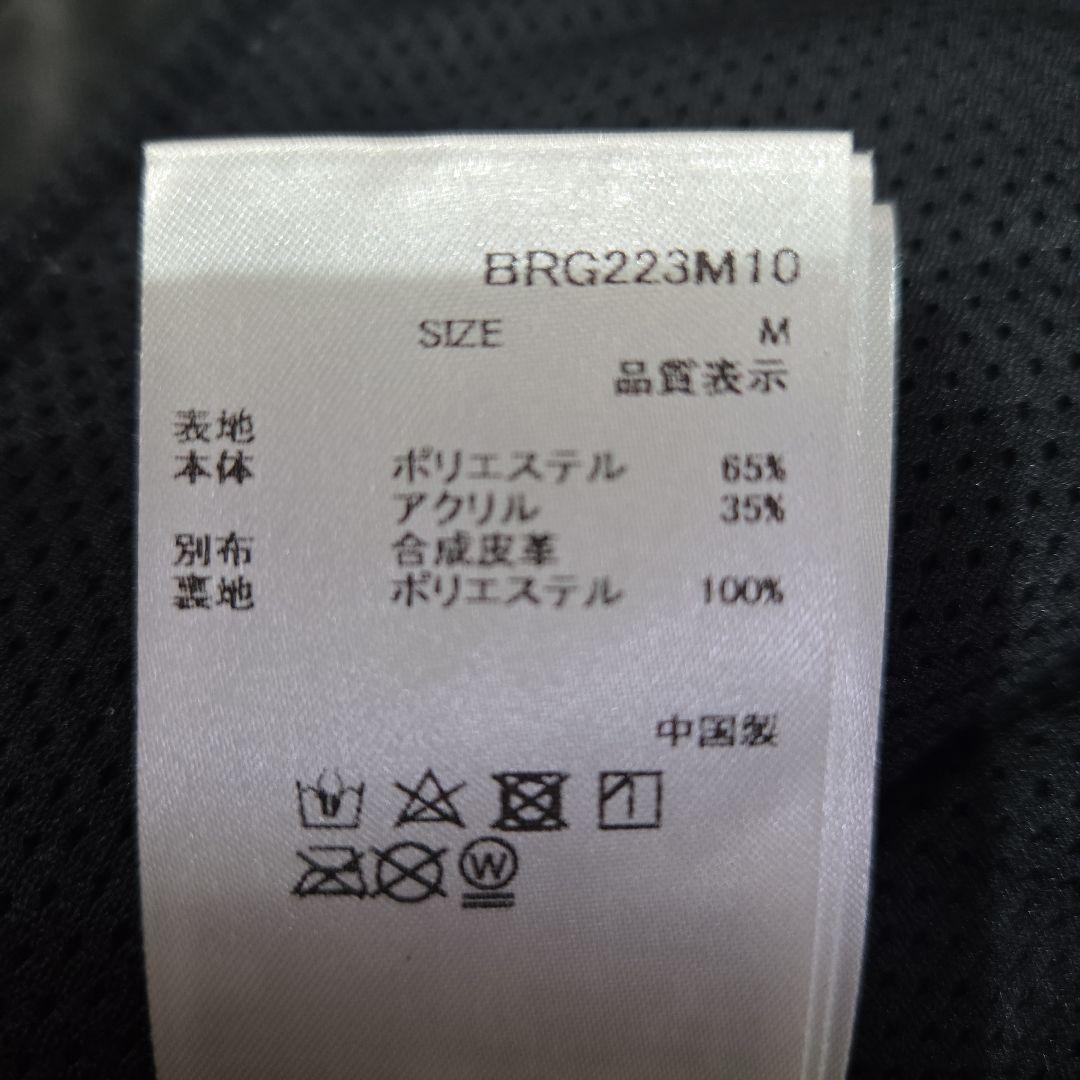 BRG223M10
SIZE M
品質表示
表地
本体 ポリエステル 65%
アクリル 35%
別布 合成皮革
裏地 ポリエステル 100%
中国製
W